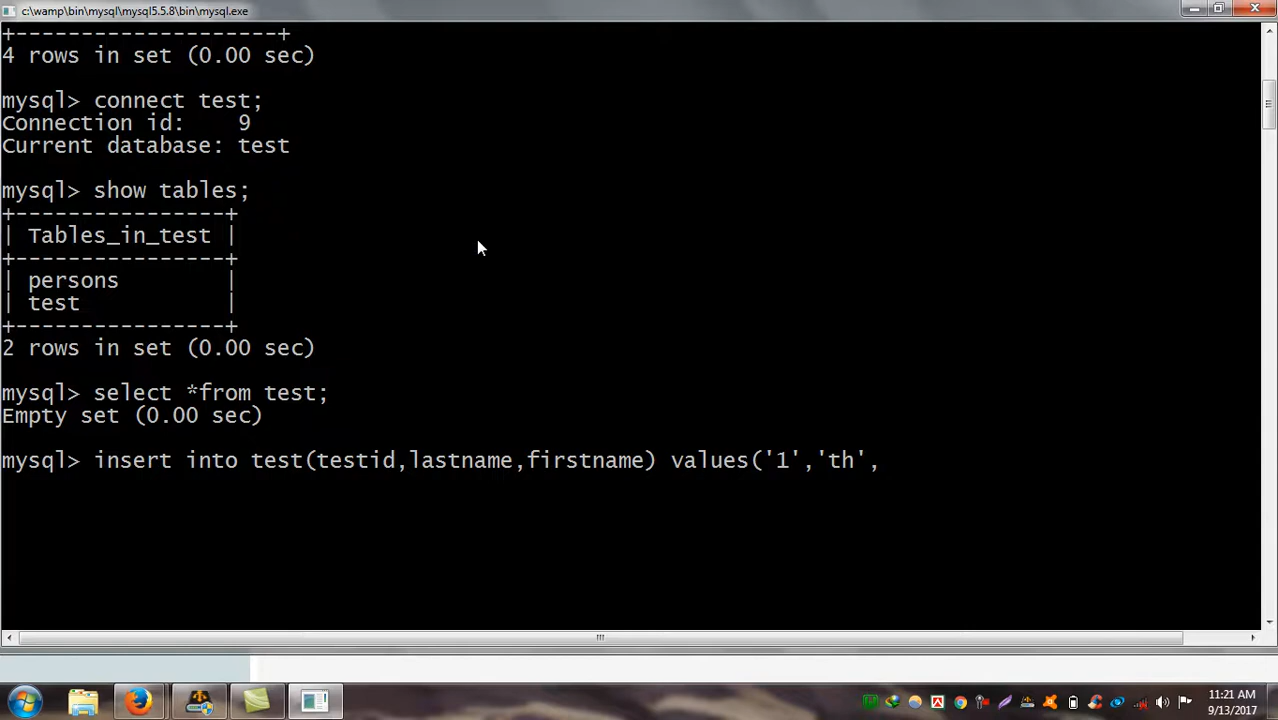 c:\wamp\bin\mysql\mysql5.5.8\bin\mysql.exe
+--------------------+
4 rows in set (0.00 sec)
mysql> connect test;
Connection id:    9
Current database: test
mysql> show tables;
+----------------+
| Tables_in_test |
+----------------+
| persons        |
| test           |
+----------------+
2 rows in set (0.00 sec)
mysql> select *from test;
Empty set (0.00 sec)
mysql> insert into test(testid,lastname,firstname) values('1','th',
11:21 AM
9/13/2017